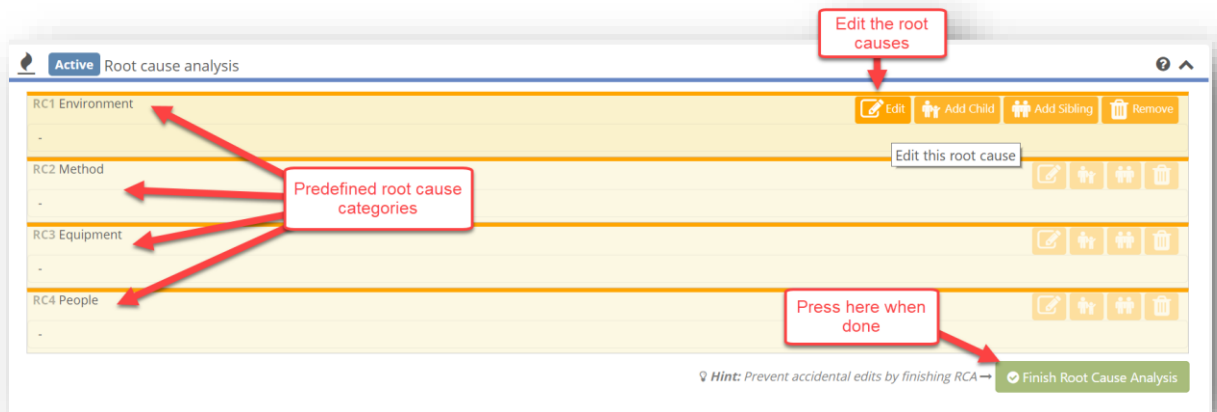 Edit the root
causes
Active Root cause analysis
RC1 Environment
Edit Add Child Add Sibling Remove
-
Edit this root cause
RC2 Method
-
Predefined root cause
categories
RC3 Equipment
-
RC4 People
-
Press here when
done
Hint: Prevent accidental edits by finishing RCA→ Finish Root Cause Analysis